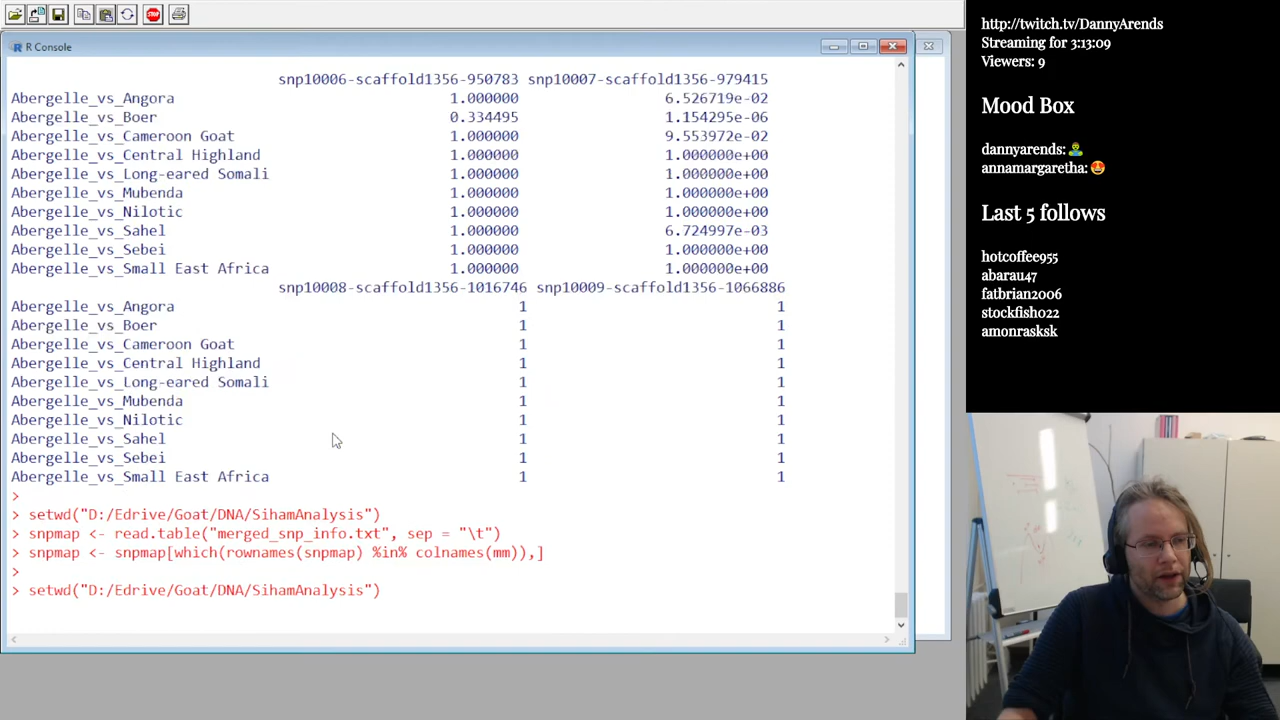 R Console
snp10006-scaffold1356-950783 snp10007-scaffold1356-979415
Abergelle_vs_Angora 1.000000 6.526719e-02
Abergelle_vs_Boer 0.334495 1.154295e-06
Abergelle_vs_Cameroon Goat 1.000000 9.553972e-02
Abergelle_vs_Central Highland 1.000000 1.000000e+00
Abergelle_vs_Long-eared Somali 1.000000 1.000000e+00
Abergelle_vs_Mubenda 1.000000 1.000000e+00
Abergelle_vs_Nilotic 1.000000 1.000000e+00
Abergelle_vs_Sahel 1.000000 6.724997e-03
Abergelle_vs_Sebei 1.000000 1.000000e+00
Abergelle_vs_Small East Africa 1.000000 1.000000e+00
snp10008-scaffold1356-1016746 snp10009-scaffold1356-1066886
Abergelle_vs_Angora 1 1
Abergelle_vs_Boer 1 1
Abergelle_vs_Cameroon Goat 1 1
Abergelle_vs_Central Highland 1 1
Abergelle_vs_Long-eared Somali 1 1
Abergelle_vs_Mubenda 1 1
Abergelle_vs_Nilotic 1 1
Abergelle_vs_Sahel 1 1
Abergelle_vs_Sebei 1 1
Abergelle_vs_Small East Africa 1 1
>
> setwd("D:/Edrive/Goat/DNA/SihamAnalysis")
> snpmap <- read.table("merged_snp_info.txt", sep = "\t")
> snpmap <- snpmap[which(rownames(snpmap) %in% colnames(mm)),]
>
> setwd("D:/Edrive/Goat/DNA/SihamAnalysis")
http://twitch.tv/DannyArends
Streaming for 3:13:09
Viewers: 9
Mood Box
dannyarends: 🧟‍♂️
annamargaretha: 😍
Last 5 follows
hotcoffee955
abarau47
fatbrian2006
stockfish022
amonrasksk